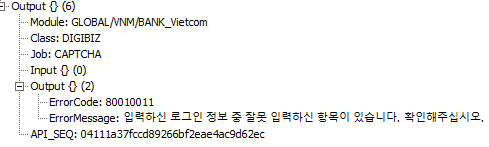 Output {} (6)
Module: GLOBAL/VNM/BANK_Vietcom
Class: DIGIBIZ
Job: CAPTCHA
Input {} (0)
Output {} (2)
ErrorCode: 80010011
ErrorMessage: 입력하신 로그인 정보 중 잘못 입력하신 항목이 있습니다. 확인해주십시오.
API_SEQ: 04111a37fccd89266bf2eae4ac9d62ec